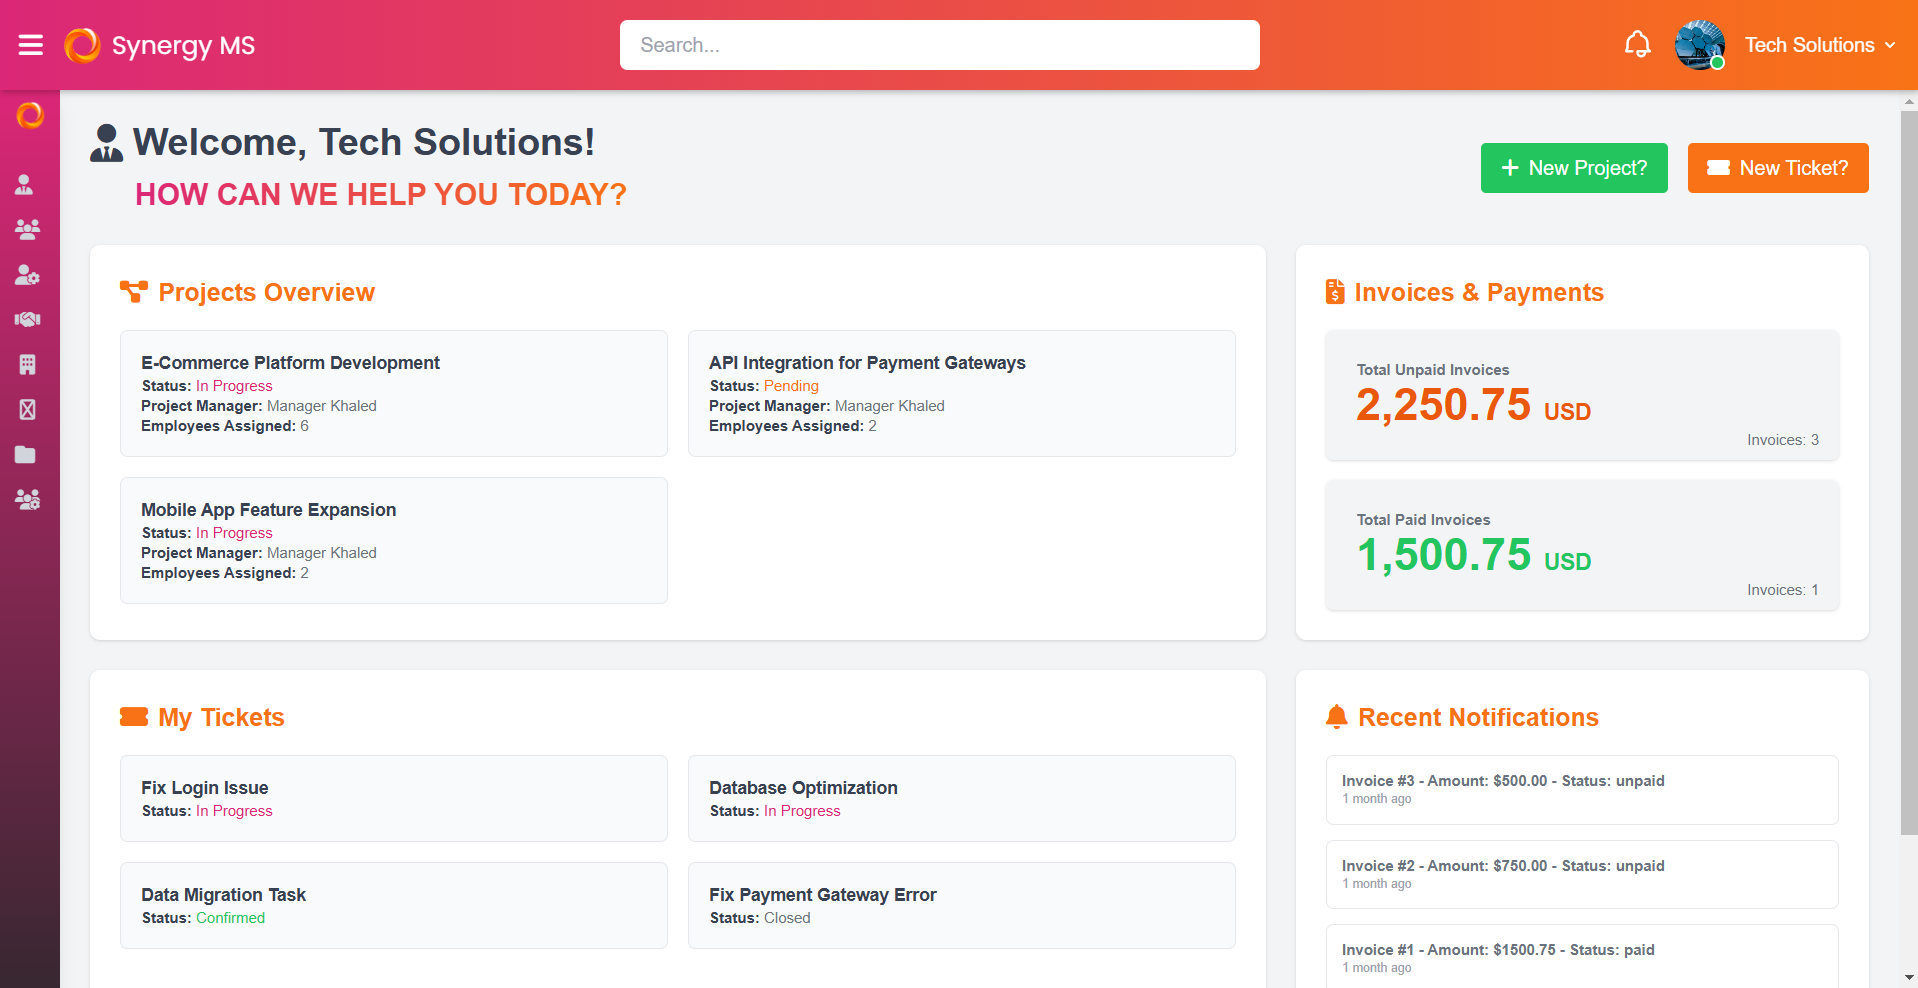 Synergy MS
Search...
Tech Solutions
Welcome, Tech Solutions!
HOW CAN WE HELP YOU TODAY?
New Project?
New Ticket?
Projects Overview
E-Commerce Platform Development
Status: In Progress
Project Manager: Manager Khaled
Employees Assigned: 6
API Integration for Payment Gateways
Status: Pending
Project Manager: Manager Khaled
Employees Assigned: 2
Mobile App Feature Expansion
Status: In Progress
Project Manager: Manager Khaled
Employees Assigned: 2
Invoices & Payments
Total Unpaid Invoices
2,250.75 USD
Invoices: 3
Total Paid Invoices
1,500.75 USD
Invoices: 1
My Tickets
Fix Login Issue
Status: In Progress
Database Optimization
Status: In Progress
Data Migration Task
Status: Confirmed
Fix Payment Gateway Error
Status: Closed
Recent Notifications
Invoice #3 - Amount: $500.00 - Status: unpaid
1 month ago
Invoice #2 - Amount: $750.00 - Status: unpaid
1 month ago
Invoice #1 - Amount: $1500.75 - Status: paid
1 month ago